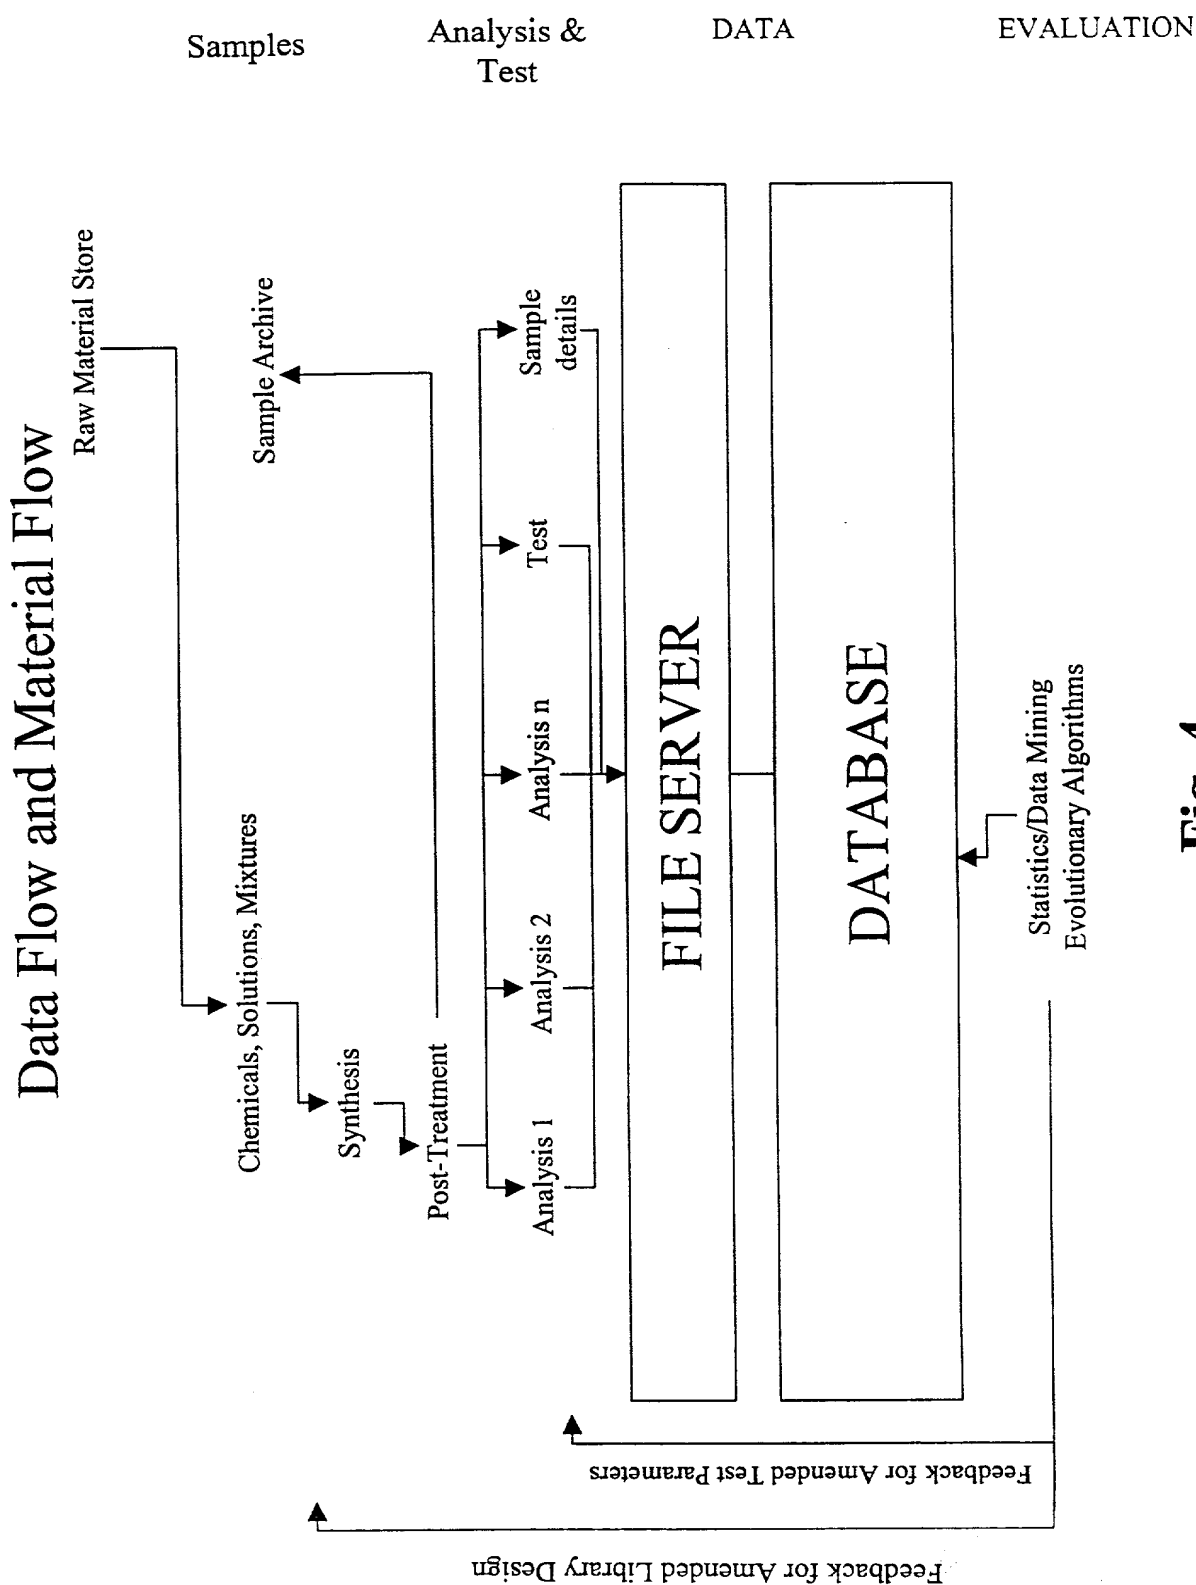 Data Flow and Material Flow
Raw Material Store
Samples
Chemicals, Solutions, Mixtures
Sample Archive
Synthesis
Post-Treatment
Analysis &
Test
Analysis 1
Analysis 2
Analysis n
Test
Sample
details
DATA
FILE SERVER
DATABASE
EVALUATION
Statistics/Data Mining
Evolutionary Algorithms
Feedback for Amended Test Parameters
Feedback for Amended Library Design